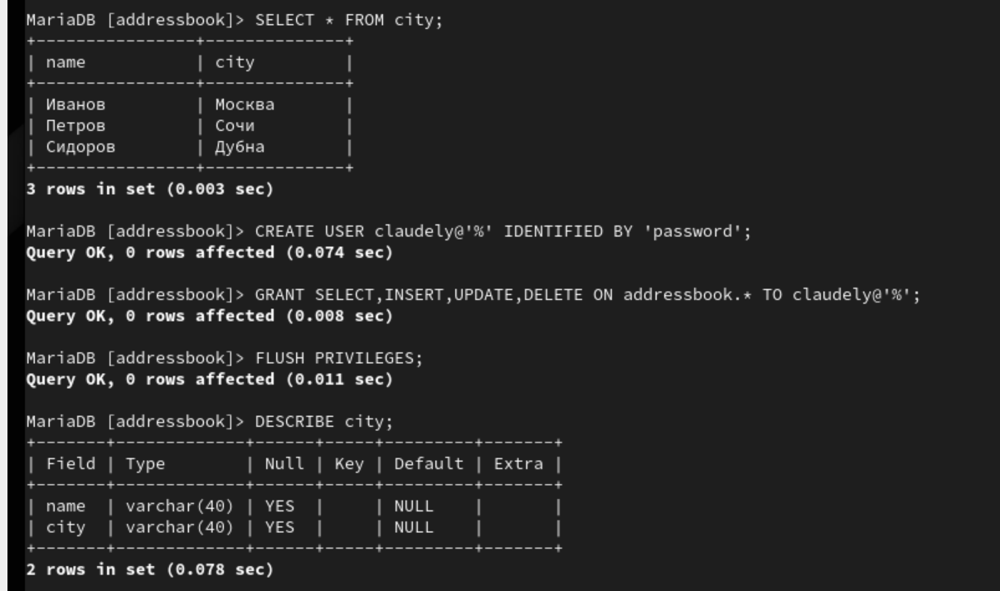 MariaDB [addressbook]> SELECT * FROM city;
+-----------------+--------------+
| name            | city         |
+-----------------+--------------+
| Иванов          | Москва       |
| Петров          | Сочи         |
| Сидоров         | Дубна        |
+-----------------+--------------+
3 rows in set (0.003 sec)
MariaDB [addressbook]> CREATE USER claudely@'%' IDENTIFIED BY 'password';
Query OK, 0 rows affected (0.074 sec)
MariaDB [addressbook]> GRANT SELECT,INSERT,UPDATE,DELETE ON addressbook.* TO claudely@'%';
Query OK, 0 rows affected (0.008 sec)
MariaDB [addressbook]> FLUSH PRIVILEGES;
Query OK, 0 rows affected (0.011 sec)
MariaDB [addressbook]> DESCRIBE city;
+-------+-------------+------+-----+---------+-------+
| Field | Type        | Null | Key | Default | Extra |
+-------+-------------+------+-----+---------+-------+
| name  | varchar(40) | YES  |     | NULL    |       |
| city  | varchar(40) | YES  |     | NULL    |       |
+-------+-------------+------+-----+---------+-------+
2 rows in set (0.078 sec)